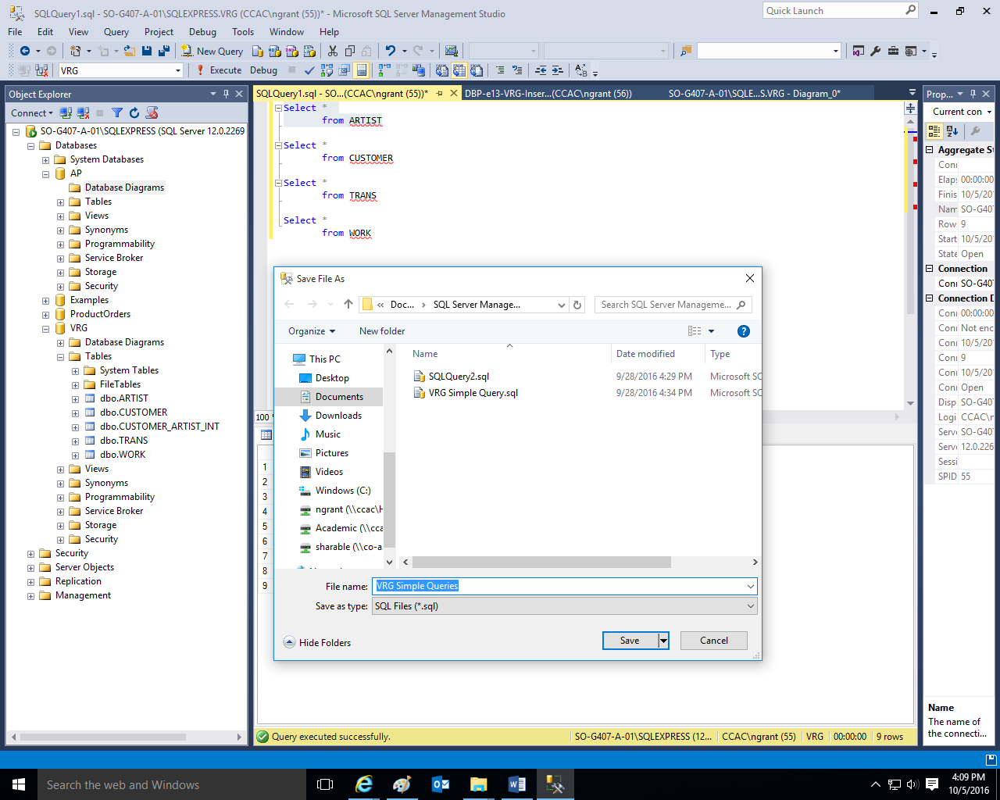 SQLQuery1.sql - SO-G407-A-01\SQLEXPRESS.VRG (CCAC\ngrant (55))* - Microsoft SQL Server Management Studio
Quick Launch
File Edit View Query Project Debug Tools Window Help
New Query
VRG Execute Debug
Object Explorer
Connect
SO-G407-A-01\SQLEXPRESS (SQL Server 12.0.2269
Databases
System Databases
AP
Database Diagrams
Tables
Views
Synonyms
Programmability
Service Broker
Storage
Security
Examples
ProductOrders
VRG
Database Diagrams
Tables
System Tables
FileTables
dbo.ARTIST
dbo.CUSTOMER
dbo.CUSTOMER_ARTIST_INT
dbo.TRANS
dbo.WORK
Views
Synonyms
Programmability
Service Broker
Storage
Security
Security
Server Objects
Replication
Management
SQLQuery1.sql - SO...(CCAC\ngrant (55))* DBP-e13-VRG-Inser...(CCAC\ngrant (56)) SO-G407-A-01\SQLE...S.VRG - Diagram_0*
Select *
from ARTIST
Select *
from CUSTOMER
Select *
from TRANS
Select *
from WORK
100
1
2
3
4
5
6
7
8
9
Save File As
Doc... SQL Server Manage...
Search SQL Server Manageme...
Organize New folder
This PC
Desktop
Documents
Downloads
Music
Pictures
Videos
Windows (C:)
ngrant (\\ccac\H
Academic (\\cca
sharable (\\co-a
Name Date modified Type
SQLQuery2.sql 9/28/2016 4:29 PM Microsoft SC
VRG Simple Query.sql 9/28/2016 4:34 PM Microsoft SC
File name: VRG Simple Queries
Save as type: SQL Files (*.sql)
Hide Folders
Save Cancel
Query executed successfully. SO-G407-A-01\SQLEXPRESS (12... CCAC\ngrant (55) VRG 00:00:00 9 rows
Prop...
Current con
Aggregate St
Conn
Elaps 00:00:00
Finis 10/5/201
Nam SO-G407
Row 9
Start 10/5/201
State Open
Connection
Conn SO-G407
Connection D
Conn 00:00:00
Conn Not enc
Conn 10/5/201
Conn 9
Conn 10/5/201
Conn Open
Disp SO-G407
Logi CCAC\n
Serve SO-G407
Serve 12.0.226
Sessi
SPID 55
Name
The name of
the connecti...
Search the web and Windows
4:09 PM
10/5/2016